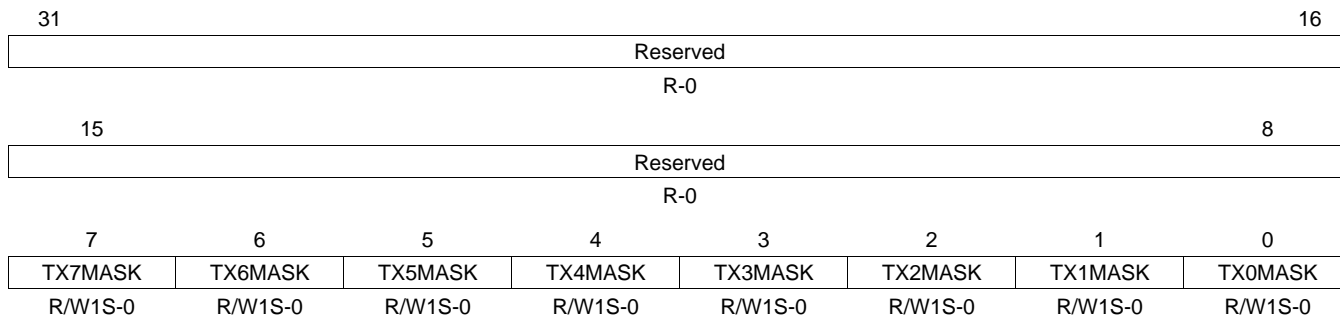 31 16
Reserved
R-0
15 8
Reserved
R-0
7 6 5 4 3 2 1 0
TX7MASK TX6MASK TX5MASK TX4MASK TX3MASK TX2MASK TX1MASK TX0MASK
R/W1S-0 R/W1S-0 R/W1S-0 R/W1S-0 R/W1S-0 R/W1S-0 R/W1S-0 R/W1S-0